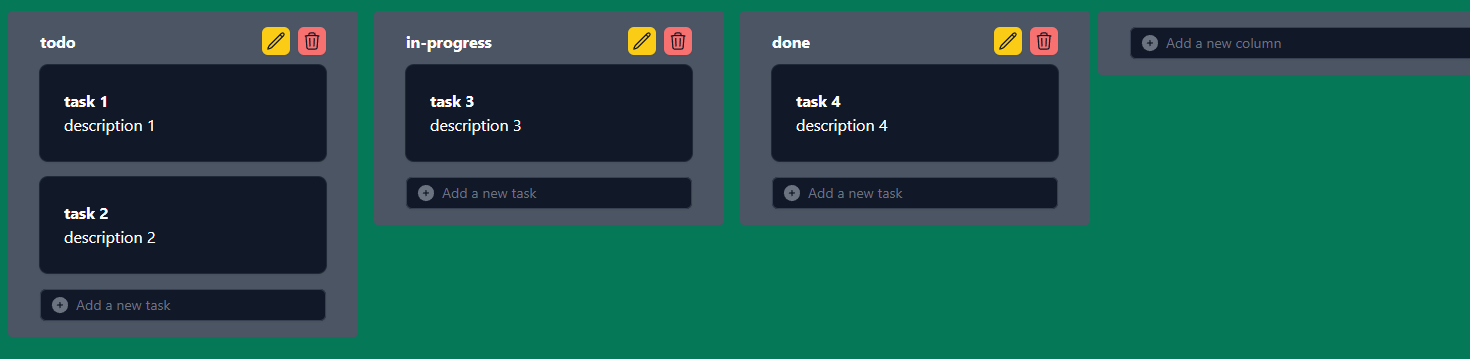 todo
task 1
description 1
task 2
description 2
Add a new task
in-progress
task 3
description 3
Add a new task
done
task 4
description 4
Add a new task
Add a new column